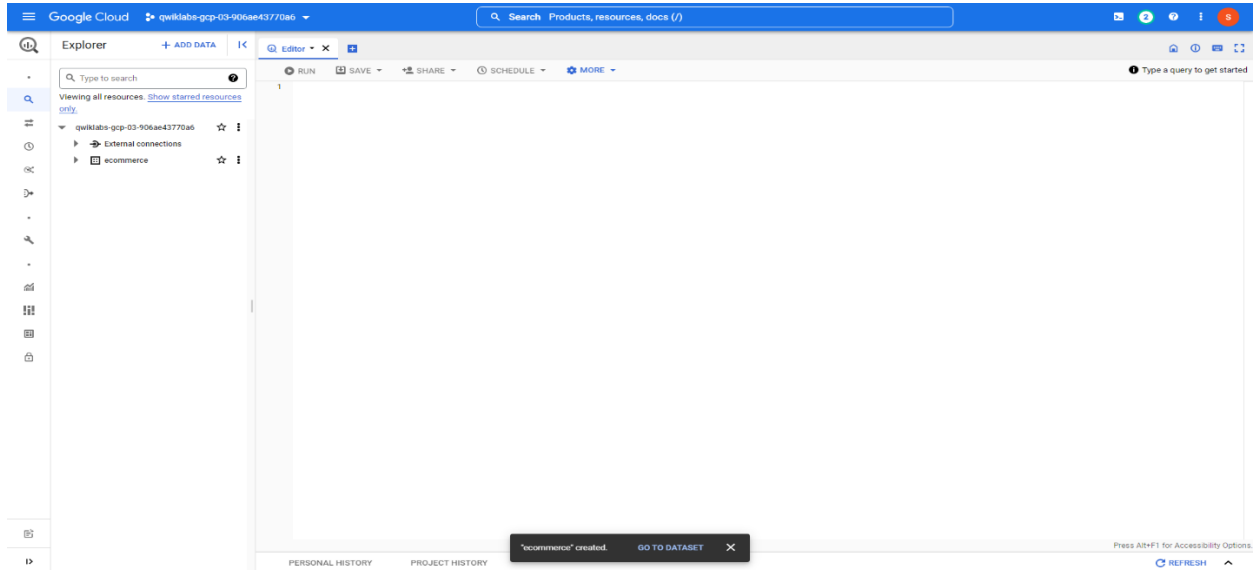 Google Cloud qwiklabs-gcp-03-906ae43770a6 Search Products, resources, docs (/) 2 S
Explorer + ADD DATA Editor
RUN SAVE SHARE SCHEDULE MORE Type a query to get started
Type to search
Viewing all resources. Show starred resources
only.
1
qwiklabs-gcp-03-906ae43770a6
External connections
ecommerce
"ecommerce" created. GO TO DATASET
Press Alt+F1 for Accessibility Options.
PERSONAL HISTORY PROJECT HISTORY REFRESH